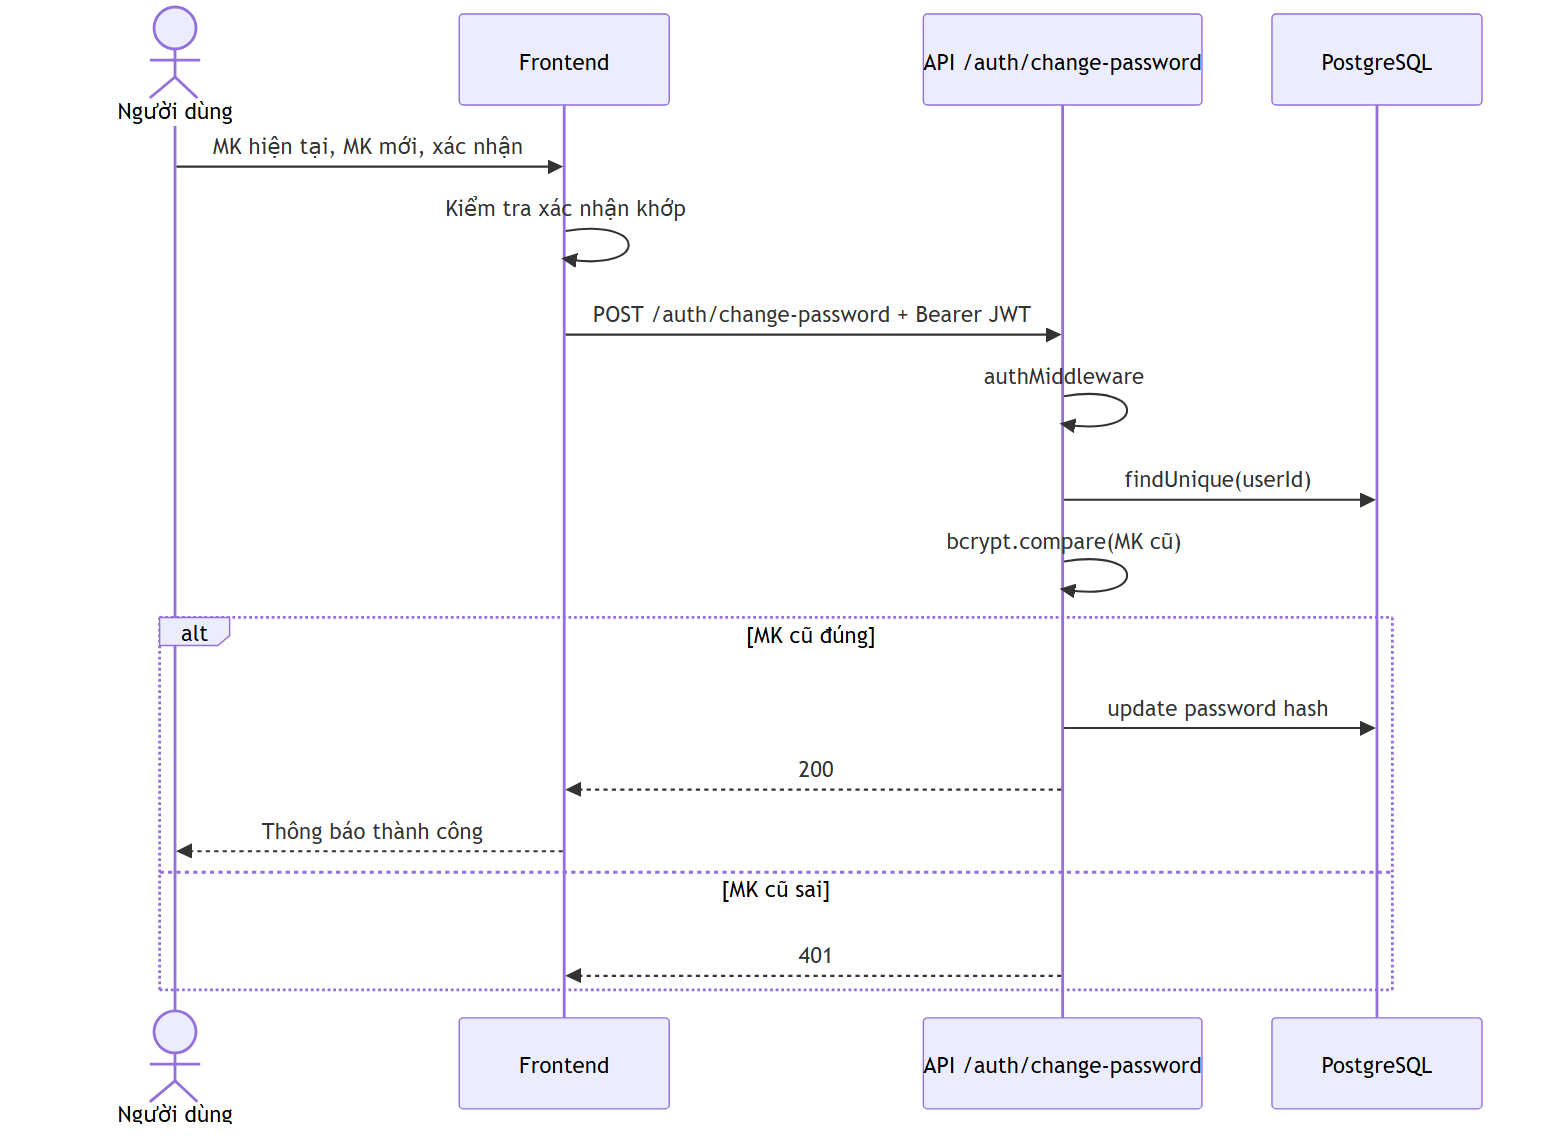 Người dùng
Frontend
API /auth/change-password
PostgreSQL
MK hiện tại, MK mới, xác nhận
Kiểm tra xác nhận khớp
POST /auth/change-password + Bearer JWT
authMiddleware
findUnique(userId)
bcrypt.compare(MK cũ)
alt
[MK cũ đúng]
update password hash
200
Thông báo thành công
[MK cũ sai]
401
Người dùng
Frontend
API /auth/change-password
PostgreSQL